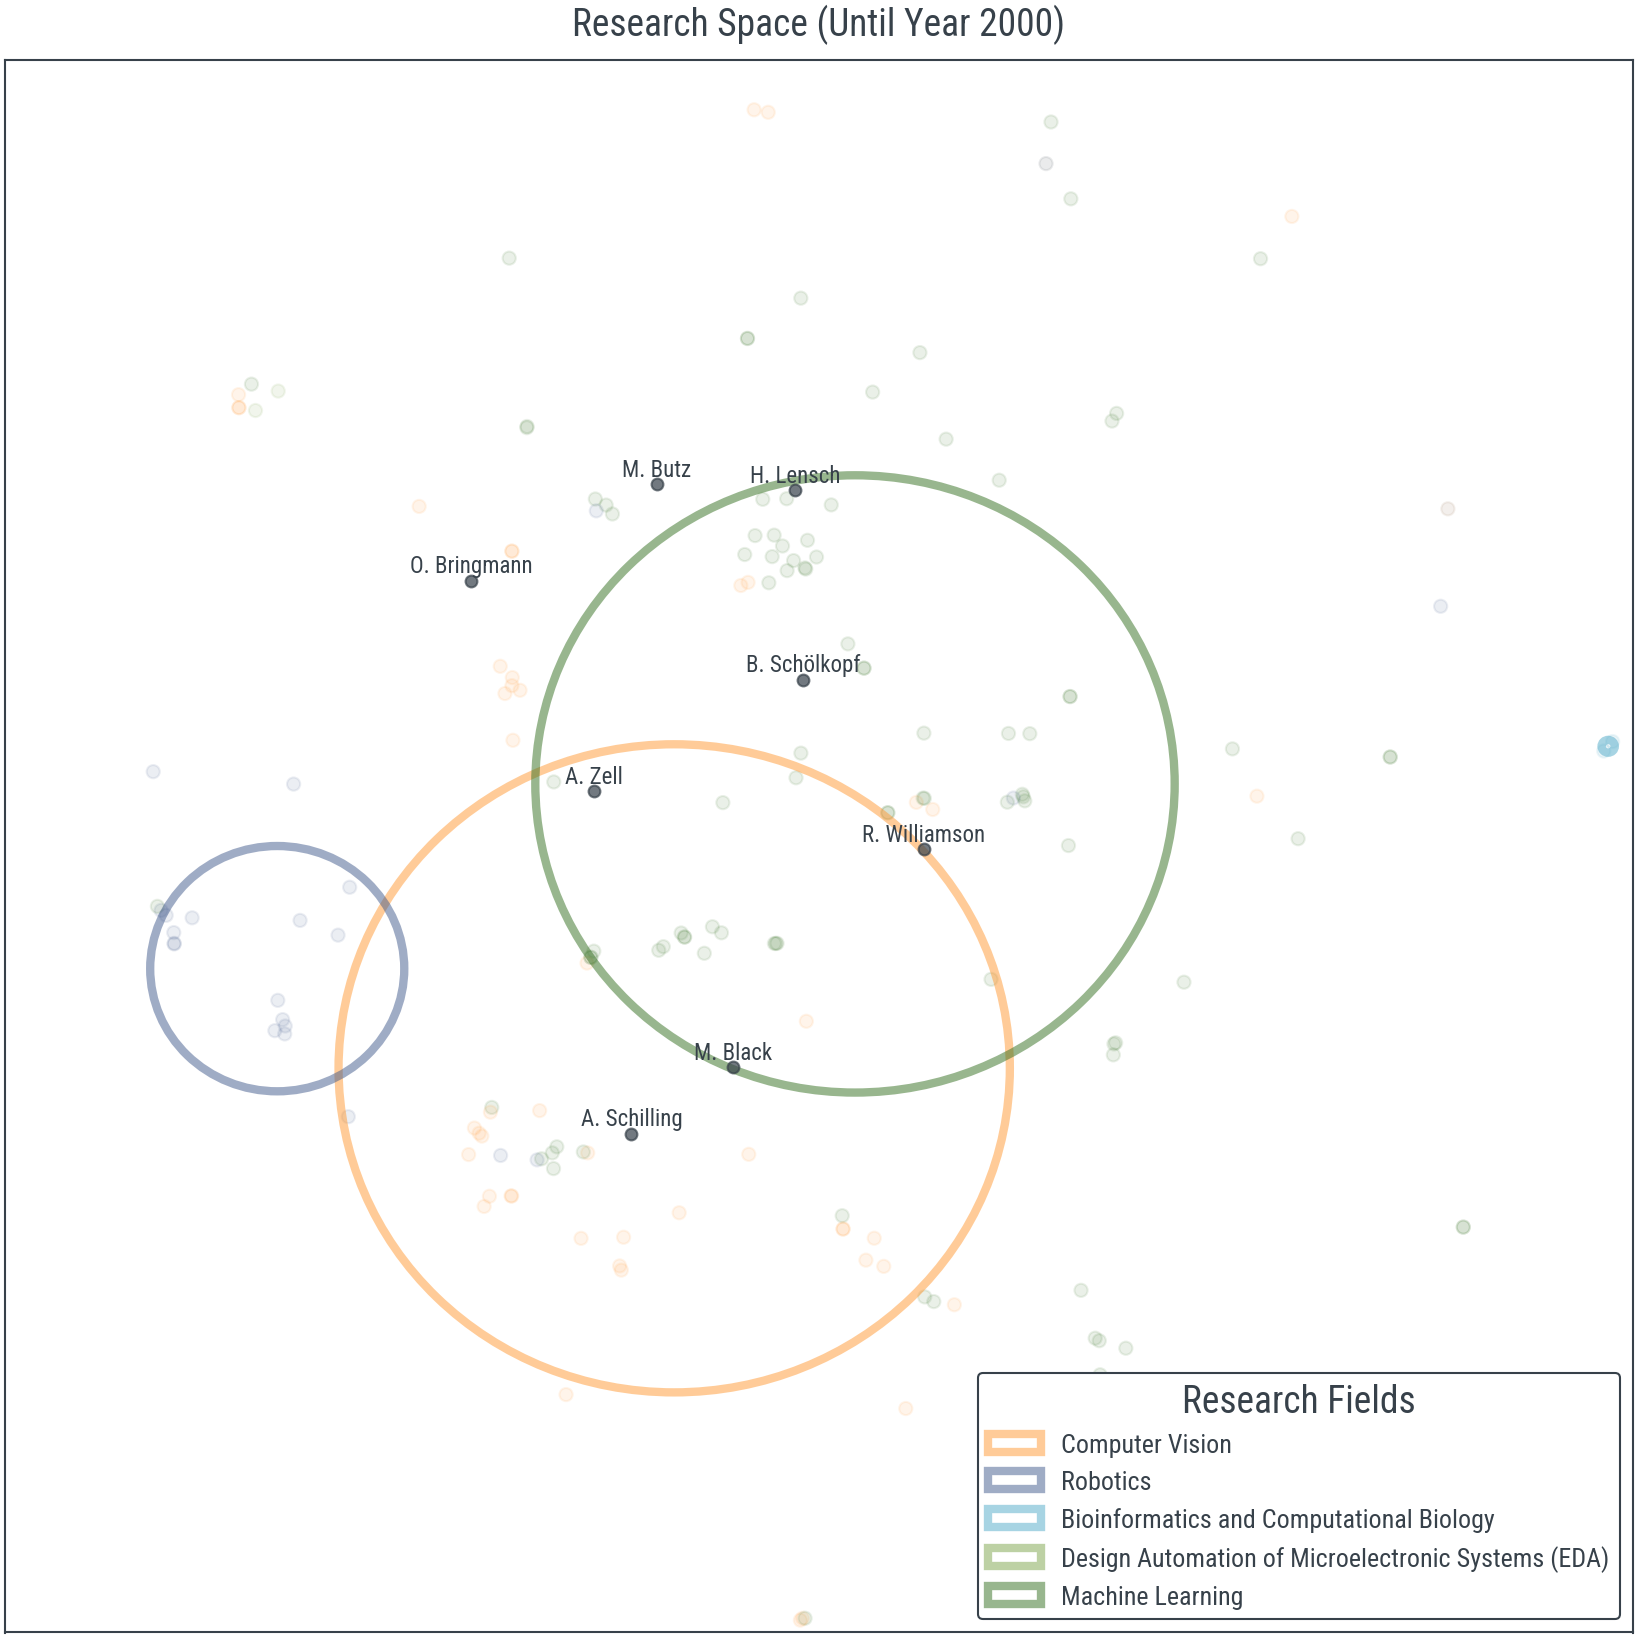 Research Space (Until Year 2000)
M. Butz
H. Lensch
O. Bringmann
B. Schölkopf
A. Zell
R. Williamson
M. Black
A. Schilling
Research Fields
Computer Vision
Robotics
Bioinformatics and Computational Biology
Design Automation of Microelectronic Systems (EDA)
Machine Learning